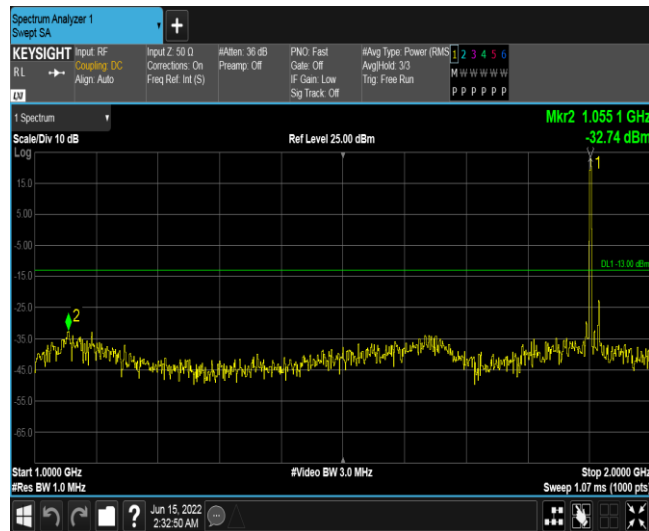 Spectrum Analyzer 1
Swept SA
KEYSIGHT
RL
LXI
Input: RF
Coupling: DC
Align: Auto
Input Z: 50 Ω
Corrections: On
Freq Ref: Int (S)
#Atten: 36 dB
Preamp: Off
PNO: Fast
Gate: Off
IF Gain: Low
Sig Track: Off
#Avg Type: Power (RMS
Avg|Hold: 3/3
Trig: Free Run
1 2 3 4 5 6
M W W W W W
P P P P P P
1 Spectrum
Scale/Div 10 dB
Ref Level 25.00 dBm
Mkr2 1.055 1 GHz
-32.74 dBm
Log
15.0
5.00
-5.00
-15.0
-25.0
-35.0
-45.0
-55.0
-65.0
1
2
DL1 -13.00 dBm
Start 1.0000 GHz
#Res BW 1.0 MHz
#Video BW 3.0 MHz
Stop 2.0000 GHz
Sweep 1.07 ms (1000 pts)
?
Jun 15, 2022
2:32:50 AM